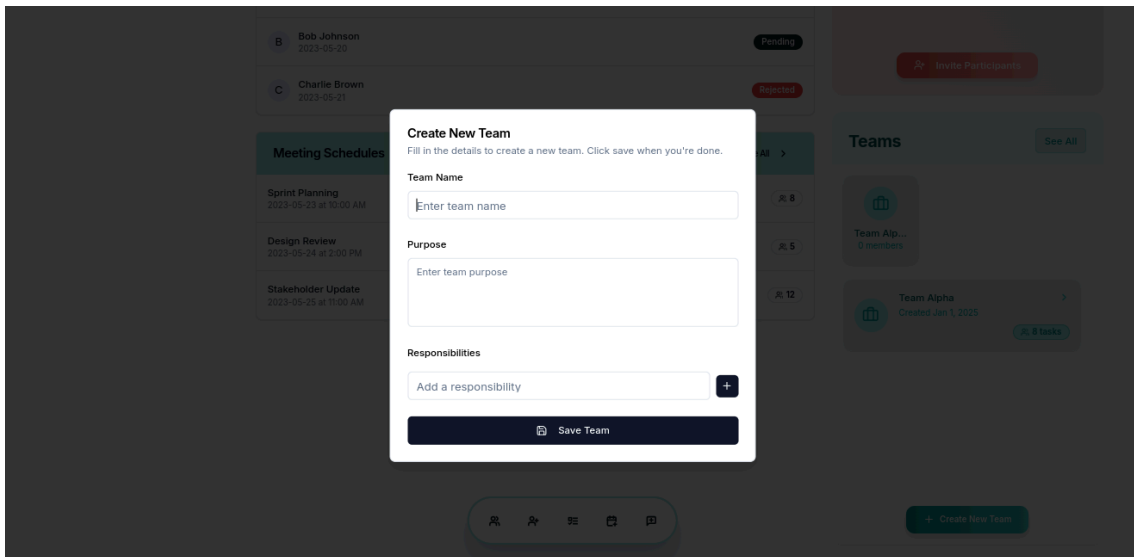 B
Bob Johnson
2023-05-20
Pending
C
Charlie Brown
2023-05-21
Rejected
Invite Participants
Meeting Schedules
All
Sprint Planning
2023-05-23 at 10:00 AM
8
Design Review
2023-05-24 at 2:00 PM
5
Stakeholder Update
2023-05-25 at 11:00 AM
12
Create New Team
Fill in the details to create a new team. Click save when you're done.
Team Name
Enter team name
Purpose
Enter team purpose
Responsibilities
Add a responsibility
+
Save Team
Teams
See All
Team Alp...
0 members
Team Alpha
Created Jan 1, 2025
8 tasks
+ Create New Team